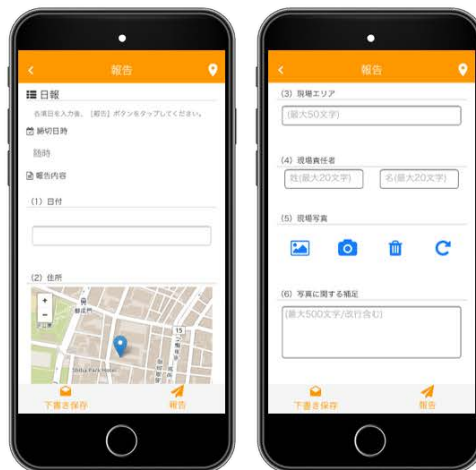 報告
日報
各項目を入力後、[報告] ボタンをタップしてください。
締切日時
随時
報告内容
(1) 日付
(2) 住所
+
-
15
Shiba Park Hotel
下書き保存
報告
報告
(3) 現場エリア
(最大50文字)
(4) 現場責任者
姓(最大20文字)
名(最大20文字)
(5) 現場写真
(6) 写真に関する補足
(最大500文字/改行含む)
下書き保存
報告